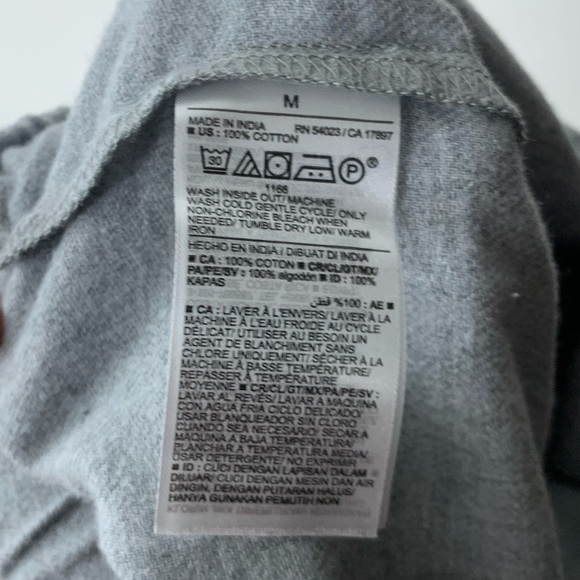 M
MADE IN INDIA RN 54023 / CA 17897
■ US : 100% COTTON
30 P ®
1166
WASH INSIDE OUT/ MACHINE
WASH COLD GENTLE CYCLE/ ONLY
NON-CHLORINE BLEACH WHEN
NEEDED/ TUMBLE DRY LOW/ WARM
IRON
HECHO EN INDIA / DIBUAT DI INDIA
■ CA : 100% COTON ■ CR/CL/GT/MX/
PA/PE/SV : 100% algodón ■ ID : 100%
KAPAS
■ AE : 100% قطن
■ CA : LAVER À L'ENVERS/ LAVER À LA
MACHINE À L'EAU FROIDE AU CYCLE
DÉLICAT/ UTILISER AU BESOIN UN
AGENT DE BLANCHIMENT SANS
CHLORE UNIQUEMENT/ SÉCHER À LA
MACHINE À BASSE TEMPÉRATURE/
REPASSER À TEMPÉRATURE
MOYENNE ■ CR/CL/GT/MX/PA/PE/SV :
LAVAR AL REVÉS/ LAVAR A MAQUINA
CON AGUA FRIA CICLO DELICADO/
USAR BLANQUEADOR SIN CLORO
CUANDO SEA NECESARIO/ SECAR A
MAQUINA A BAJA TEMPERATURA/
PLANCHAR A TEMPERATURA MEDIA/
USAR DETERGENTE/ NO EXPRIMIR
■ ID : CUCI DENGAN LAPISAN DALAM
DILUAR/ CUCI DENGAN MESIN DAN AIR
DINGIN, DENGAN PUTARAN HALUS/
HANYA GUNAKAN PEMUTIH NON